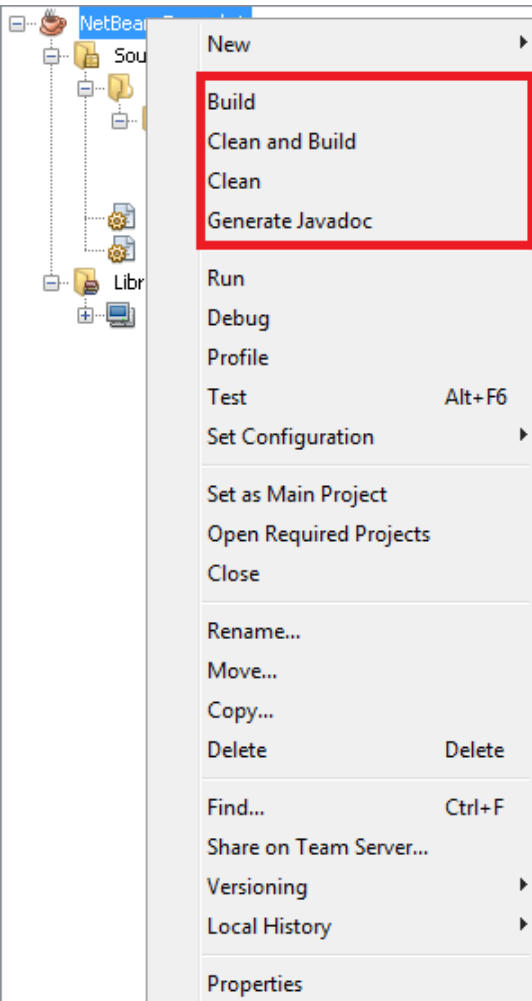 NetBean
New
Sou
Build
Clean and Build
Clean
Generate Javadoc
Libr
Run
Debug
Profile
Test Alt+F6
Set Configuration
Set as Main Project
Open Required Projects
Close
Rename...
Move...
Copy...
Delete Delete
Find... Ctrl+F
Share on Team Server...
Versioning
Local History
Properties